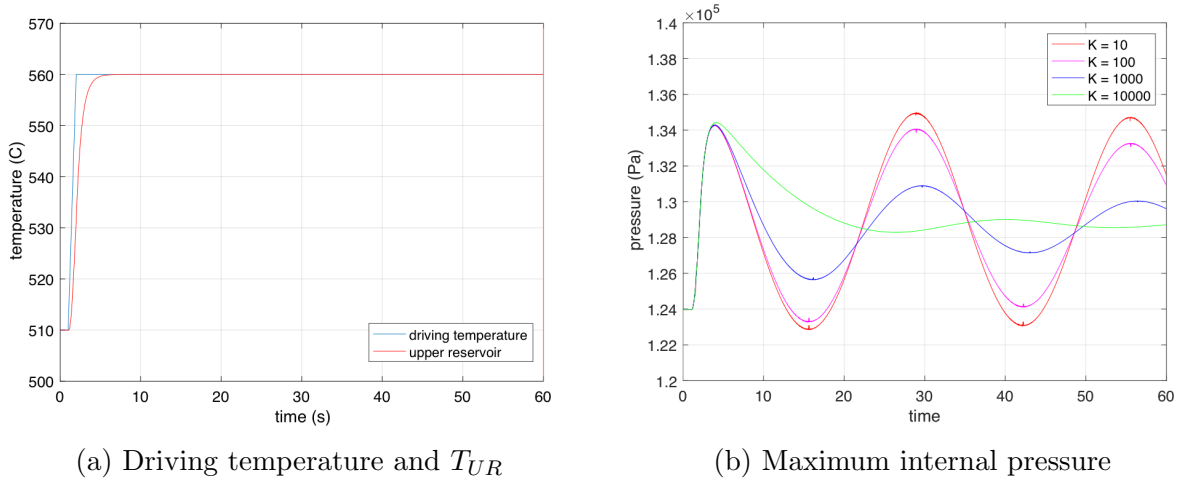 570
560
550
540
530
520
510
500
temperature (C)
0 10 20 30 40 50 60
time (s)
driving temperature
upper reservoir
(a) Driving temperature and T_{UR}
×10^5
1.4
1.38
1.36
1.34
1.32
1.3
1.28
1.26
1.24
1.22
1.2
pressure (Pa)
0 10 20 30 40 50 60
time
K = 10
K = 100
K = 1000
K = 10000
(b) Maximum internal pressure